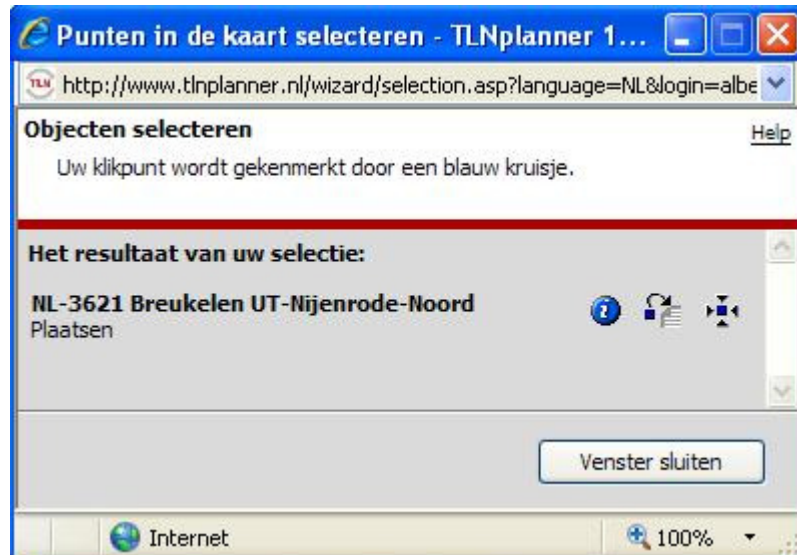 Punten in de kaart selecteren - TLNplanner 1...
TLN http://www.tlnplanner.nl/wizard/selection.asp?language=NL&login=albe
Objecten selecteren Help
Uw klikpunt wordt gekenmerkt door een blauw kruisje.
Het resultaat van uw selectie:
NL-3621 Breukelen UT-Nijenrode-Noord
Plaatsen
Venster sluiten
Internet 100%